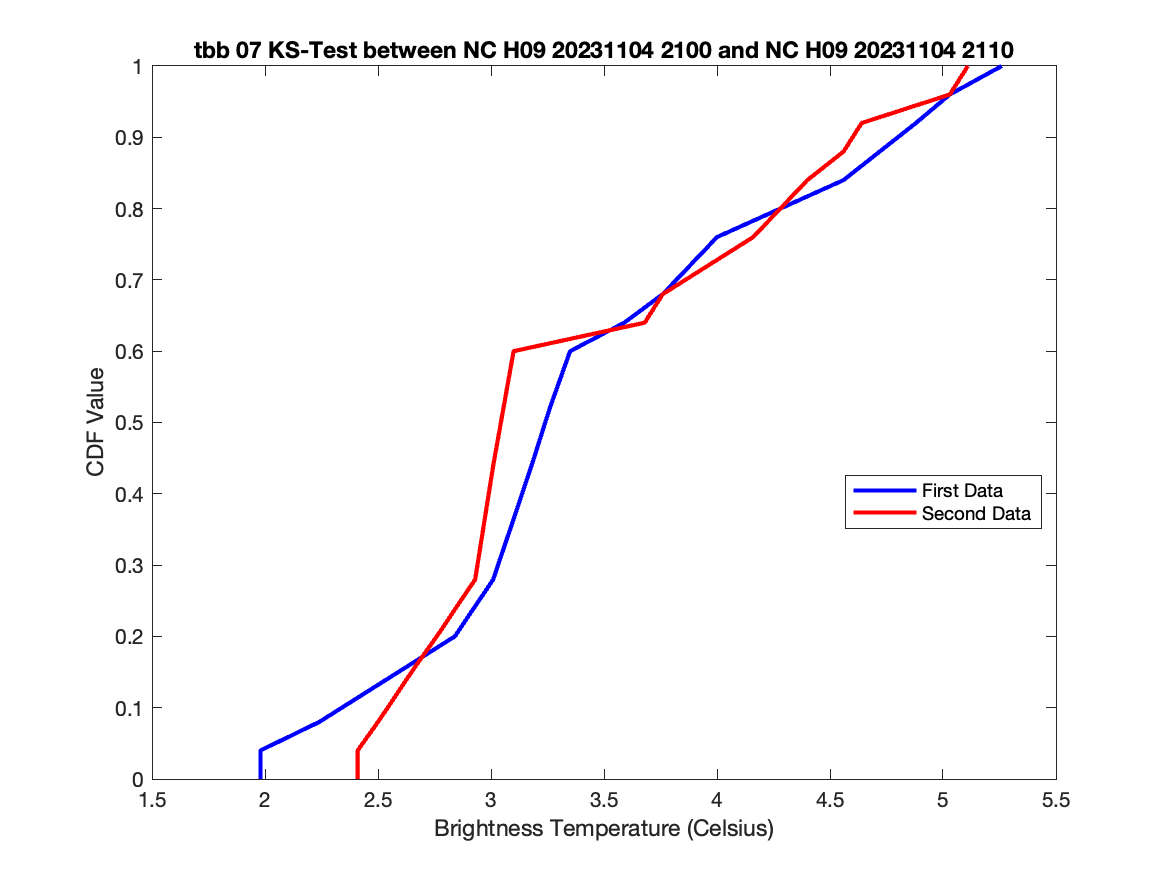 tbb 07 KS-Test between NC H09 20231104 2100 and NC H09 20231104 2110
1
0.9
0.8
0.7
0.6
0.5
0.4
0.3
0.2
0.1
0
CDF Value
First Data
Second Data
1.5 2 2.5 3 3.5 4 4.5 5 5.5
Brightness Temperature (Celsius)